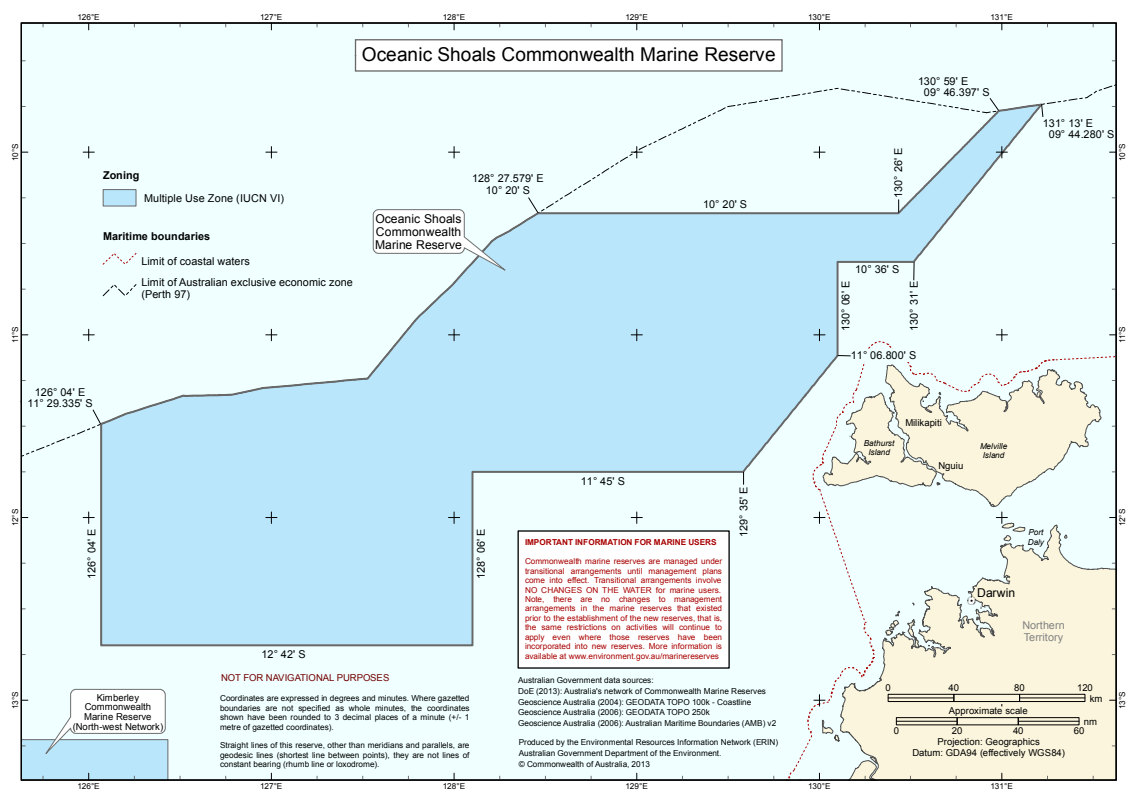 126°E
127°E
128°E
129°E
130°E
131°E
Oceanic Shoals Commonwealth Marine Reserve
130° 59' E
09° 46.397' S
131° 13' E
09° 44.280' S
10°S
10°S
128° 27.579' E
10° 20' S
130° 26' E
Zoning
Multiple Use Zone (IUCN VI)
10° 20' S
Oceanic Shoals
Commonwealth
Marine Reserve
Maritime boundaries
Limit of coastal waters
Limit of Australian exclusive economic zone
(Perth 97)
10° 36' S
130° 06' E
130° 31' E
11°S
11°S
11° 06.800' S
126° 04' E
11° 29.335' S
Milikapiti
Bathurst
Island
Melville
Island
Nguiu
11° 45' S
129° 35' E
12°S
12°S
126° 04' E
128° 06' E
Port
Daly
IMPORTANT INFORMATION FOR MARINE USERS
Commonwealth marine reserves are managed under
transitional arrangements until management plans
come into effect. Transitional arrangements involve
NO CHANGES ON THE WATER for marine users.
Note, there are no changes to management
arrangements in the marine reserves that existed
prior to the establishment of the new reserves, that is,
the same restrictions on activities will continue to
apply even where those reserves have been
incorporated into new reserves. More information is
available at www.environment.gov.au/marinereserves
Darwin
Northern
Territory
12° 42' S
NOT FOR NAVIGATIONAL PURPOSES
Coordinates are expressed in degrees and minutes. Where gazetted
boundaries are not specified as whole minutes, the coordinates
shown have been rounded to 3 decimal places of a minute (+/- 1
metre of gazetted coordinates).
Straight lines of this reserve, other than meridians and parallels, are
geodesic lines (shortest line between points), they are not lines of
constant bearing (rhumb line or loxodrome).
Australian Government data sources:
DoE (2013): Australia's network of Commonwealth Marine Reserves
Geoscience Australia (2004): GEODATA TOPO 100k - Coastline
Geoscience Australia (2006): GEODATA TOPO 250k
Geoscience Australia (2006): Australian Maritime Boundaries (AMB) v2
Produced by the Environmental Resources Information Network (ERIN)
Australian Government Department of the Environment.
© Commonwealth of Australia, 2013
13°S
13°S
Kimberley
Commonwealth
Marine Reserve
(North-west Network)
0 40 80 120
km
Approximate scale
0 20 40 60
nm
Projection: Geographics
Datum: GDA94 (effectively WGS84)
126°E
127°E
128°E
129°E
130°E
131°E